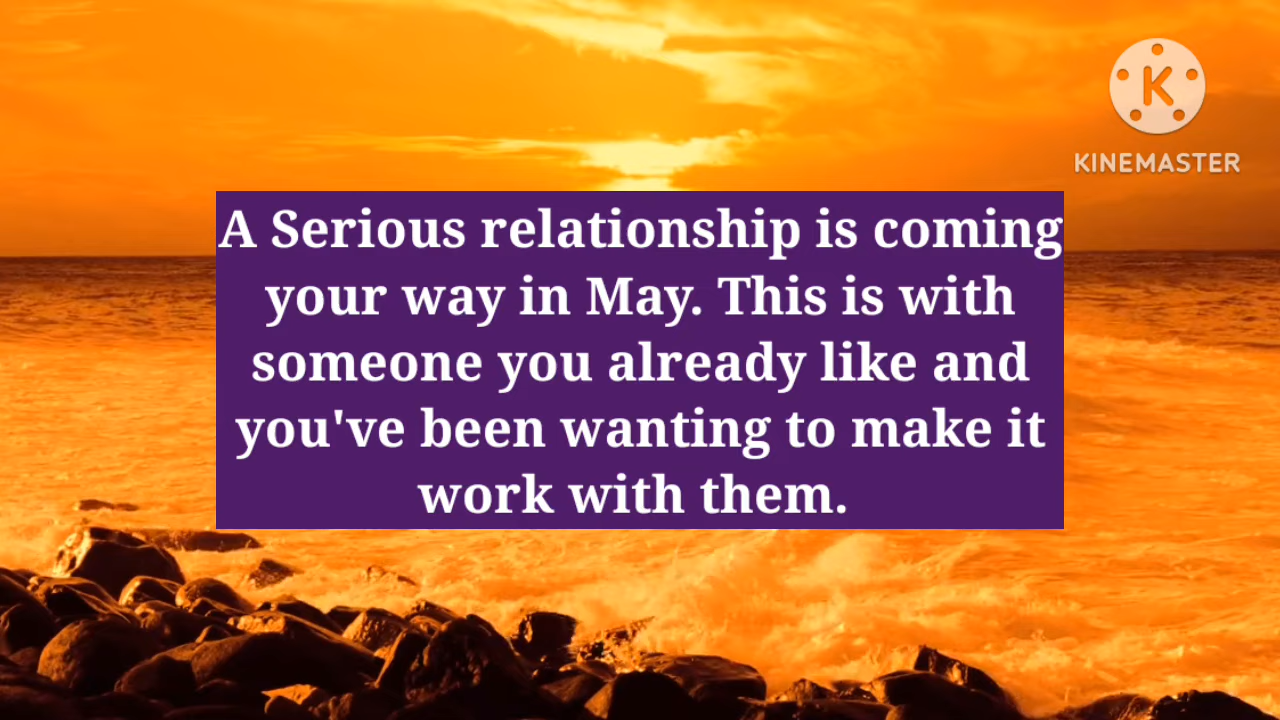 K
KINEMASTER
A Serious relationship is coming
your way in May. This is with
someone you already like and
you've been wanting to make it
work with them.